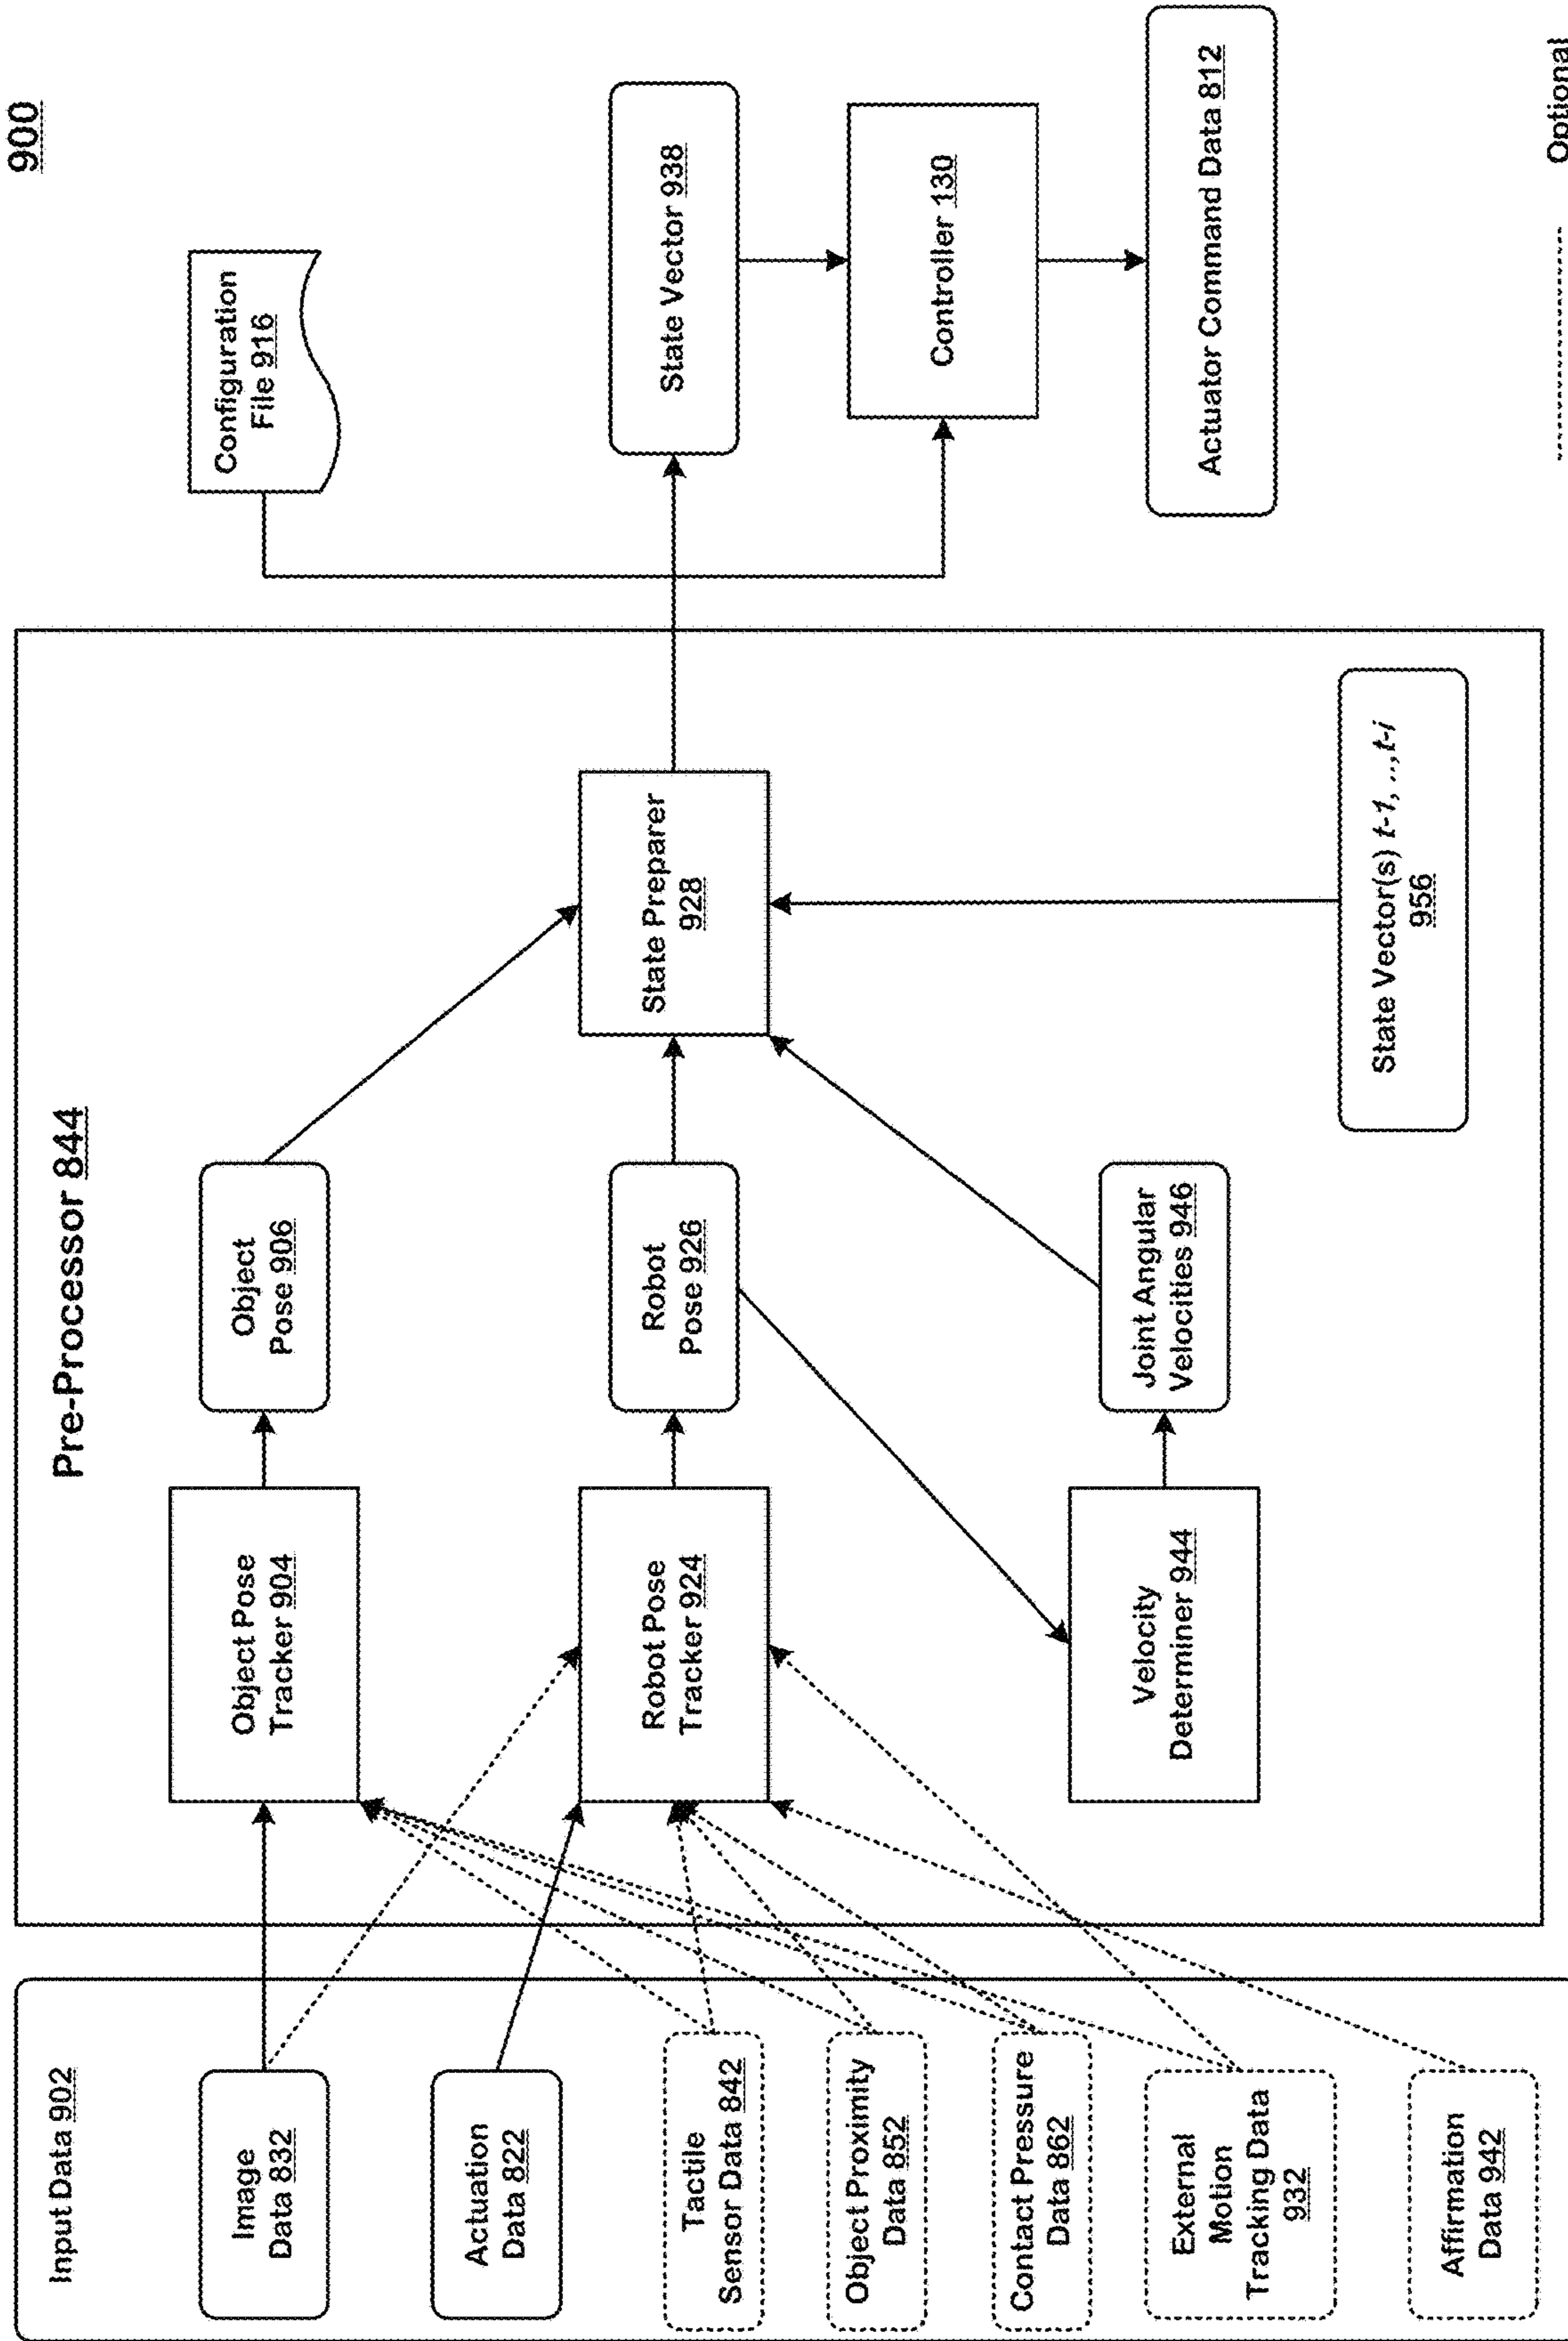 900
Input Data 902
Image
Data 832
Actuation
Data 822
Tactile
Sensor Data 842
Object Proximity
Data 852
Contact Pressure
Data 862
External
Motion
Tracking Data
932
Affirmation
Data 942
Pre-Processor 844
Object Pose
Tracker 904
Robot Pose
Tracker 924
Velocity
Determiner 944
Object
Pose 906
Robot
Pose 926
Joint Angular
Velocities 946
State Preparer
928
State Vector(s) t-1, ..,t-i
956
Configuration
File 916
State Vector 938
Controller 130
Actuator Command Data 812
Optional